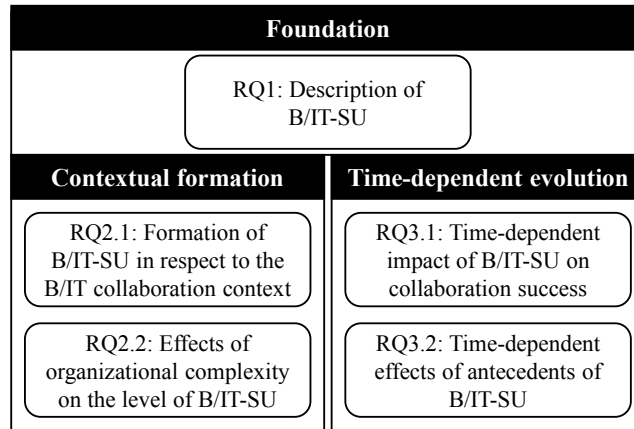 Foundation
RQ1: Description of
B/IT-SU
Contextual formation
RQ2.1: Formation of
B/IT-SU in respect to the
B/IT collaboration context
RQ2.2: Effects of
organizational complexity
on the level of B/IT-SU
Time-dependent evolution
RQ3.1: Time-dependent
impact of B/IT-SU on
collaboration success
RQ3.2: Time-dependent
effects of antecedents of
B/IT-SU